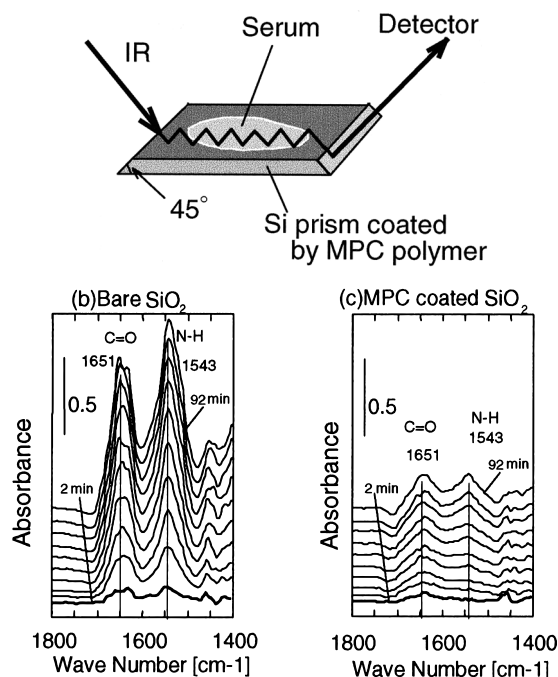 Serum
Detector
IR
45°
Si prism coated
by MPC polymer
(b)Bare SiO2
C=O
1651
N-H
1543
92 min
0.5
2 min
Absorbance
1800
1600
1400
Wave Number [cm-1]
(c)MPC coated SiO2
0.5
C=O
1651
N-H
1543
92 min
2 min
Absorbance
1800
1600
1400
Wave Number [cm-1]